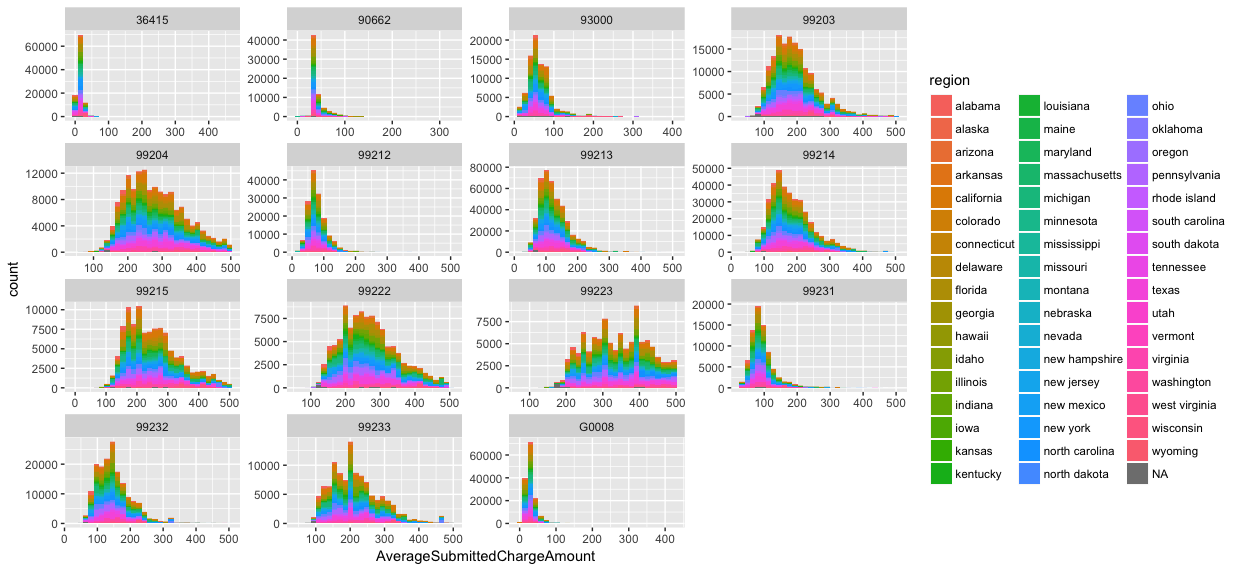 36415 90662 93000 99203
60000 40000 20000 15000
40000 30000 15000 10000
20000 20000 10000 5000
0 10000 5000 0
0 0
0 100 200 300 400 0 100 200 300 0 100 200 300 400 0 100 200 300 400 500
99204 99212 99213 99214
12000 40000 80000 50000
8000 30000 60000 40000
4000 20000 40000 30000
0 10000 20000 20000
0 0 10000
0
100 200 300 400 500 0 100 200 300 400 500 0 100 200 300 400 500 0 100 200 300 400 500
99215 99222 99223 99231
10000 7500 7500 20000
7500 5000 5000 15000
5000 2500 2500 10000
2500 0 0 5000
0 0
0 100 200 300 400 500 100 200 300 400 500 100 200 300 400 500 100 200 300 400 500
99232 99233 G0008
20000 10000 60000
10000 5000 40000
0 0 20000
0
0 100 200 300 400 500 0 100 200 300 400 500 0 100 200 300 400
count
AverageSubmittedChargeAmount
region
alabama louisiana ohio
alaska maine oklahoma
arizona maryland oregon
arkansas massachusetts pennsylvania
california michigan rhode island
colorado minnesota south carolina
connecticut mississippi south dakota
delaware missouri tennessee
florida montana texas
georgia nebraska utah
hawaii nevada vermont
idaho new hampshire virginia
illinois new jersey washington
indiana new mexico west virginia
iowa new york wisconsin
kansas north carolina wyoming
kentucky north dakota NA